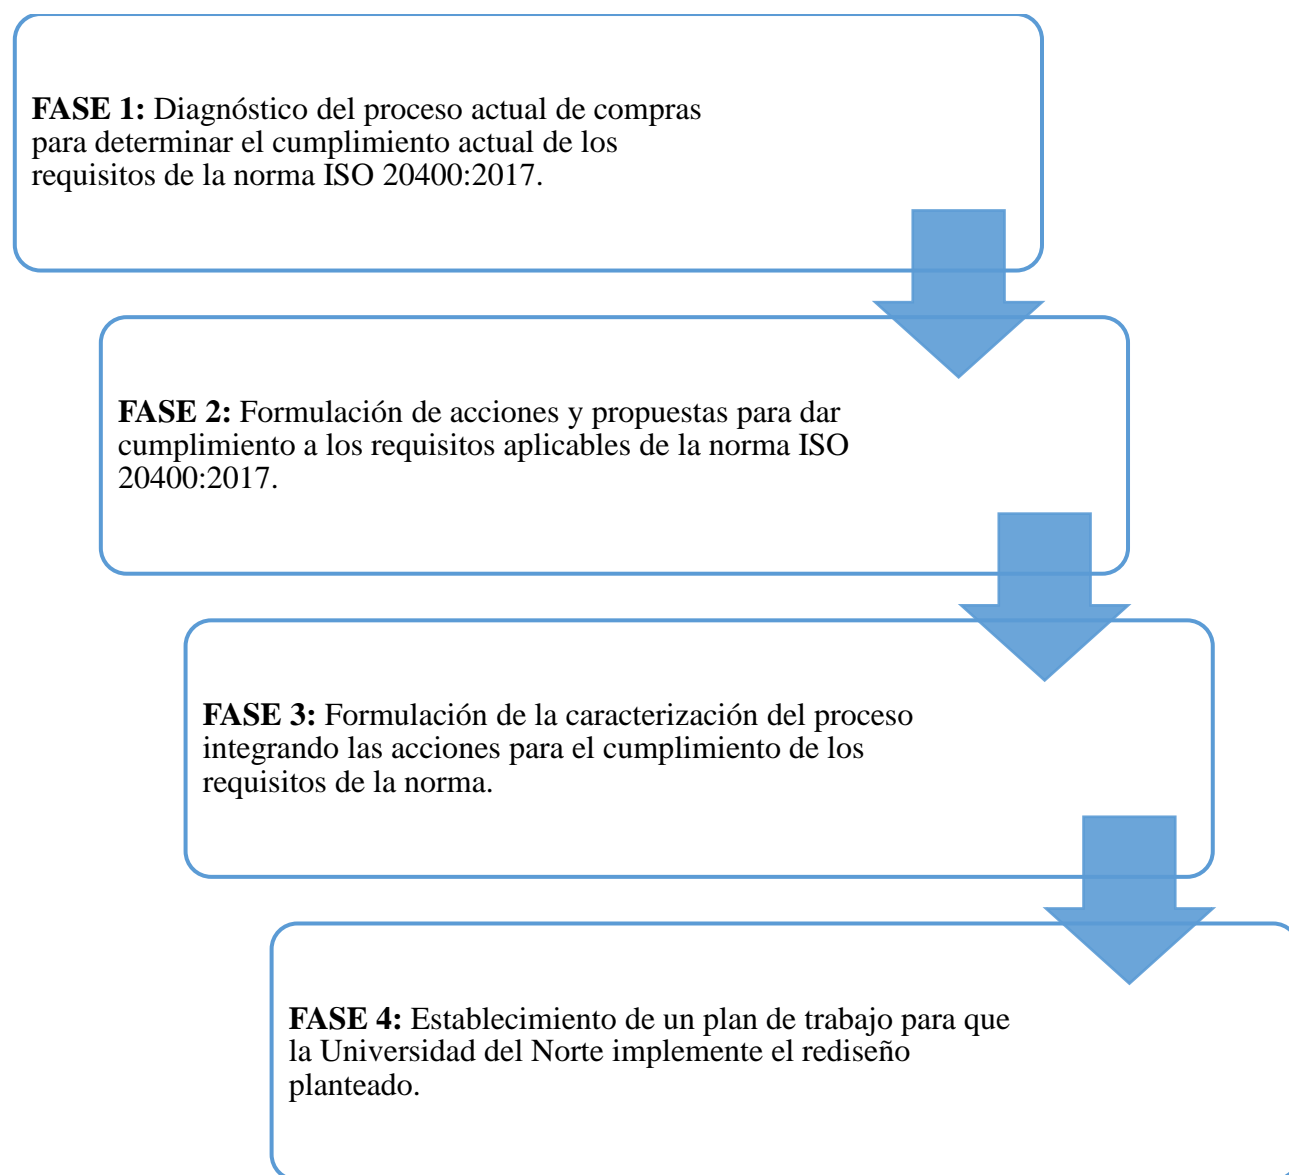 FASE 1: Diagnóstico del proceso actual de compras
para determinar el cumplimiento actual de los
requisitos de la norma ISO 20400:2017.
FASE 2: Formulación de acciones y propuestas para dar
cumplimiento a los requisitos aplicables de la norma ISO
20400:2017.
FASE 3: Formulación de la caracterización del proceso
integrando las acciones para el cumplimiento de los
requisitos de la norma.
FASE 4: Establecimiento de un plan de trabajo para que
la Universidad del Norte implemente el rediseño
planteado.